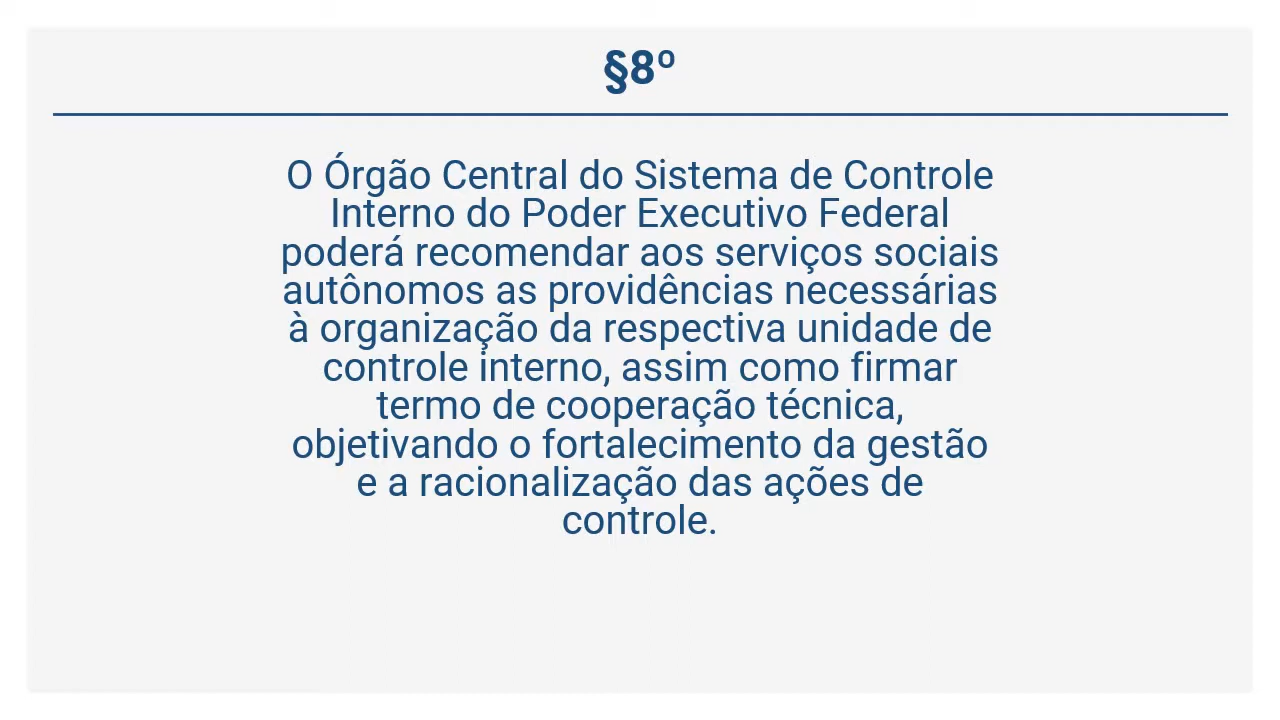 §8º
O Órgão Central do Sistema de Controle
Interno do Poder Executivo Federal
poderá recomendar aos serviços sociais
autônomos as providências necessárias
à organização da respectiva unidade de
controle interno, assim como firmar
termo de cooperação técnica,
objetivando o fortalecimento da gestão
e a racionalização das ações de
controle.